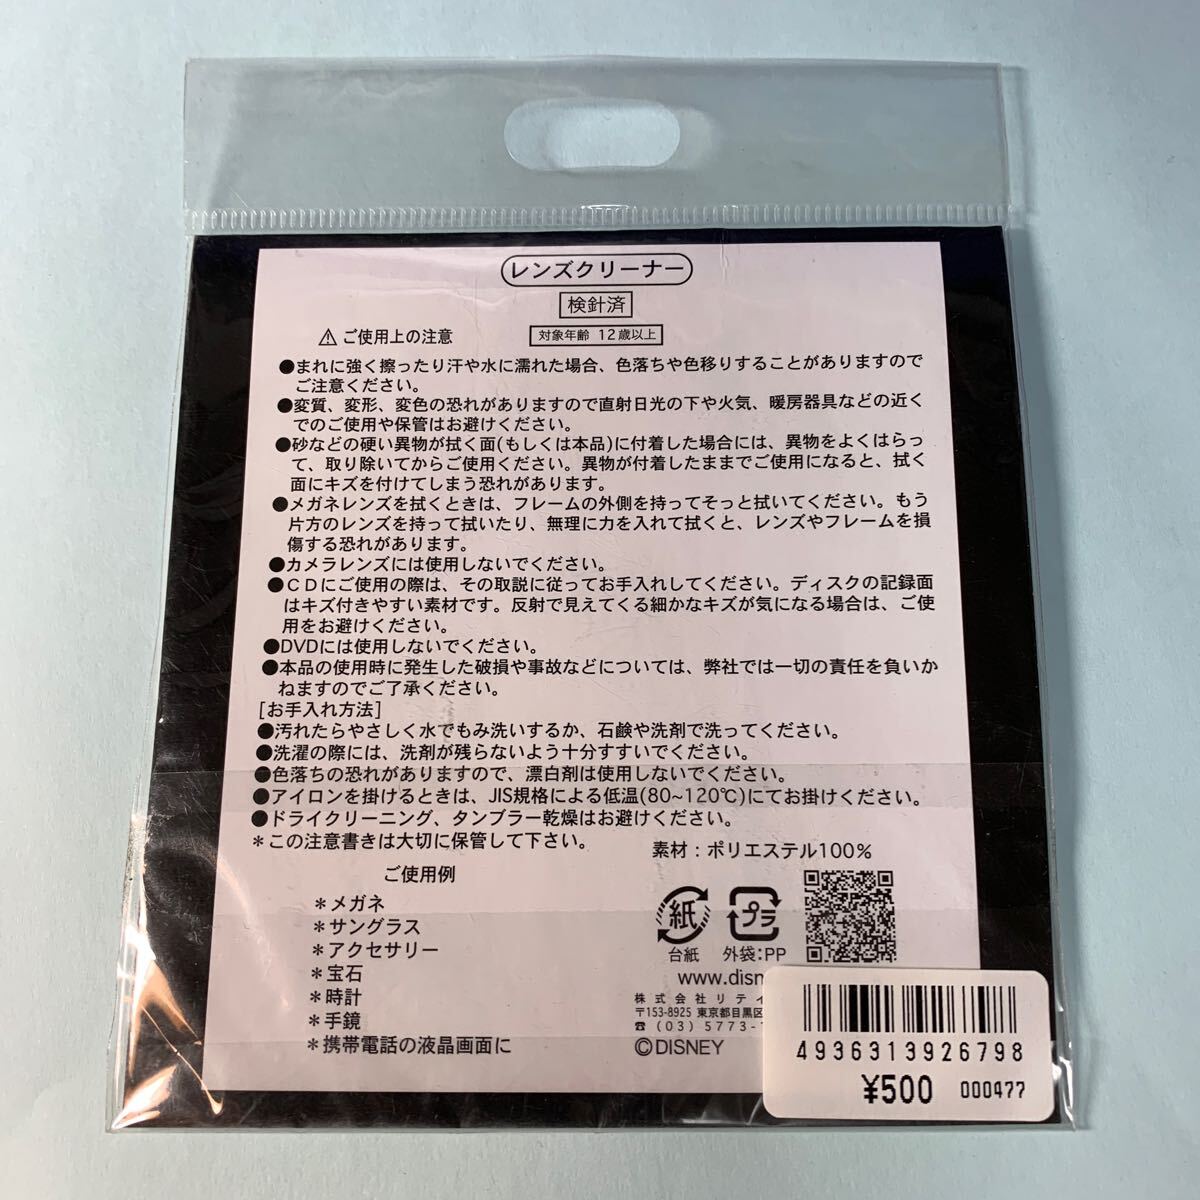 レンズクリーナー
検針済
⚠ご使用上の注意
対象年齢 12歳以上
●まれに強く擦ったり汗や水に濡れた場合、色落ちや色移りすることがありますので
ご注意ください。
●変質、変形、変色の恐れがありますので直射日光の下や火気、暖房器具などの近く
でのご使用や保管はお避けください。
●砂などの硬い異物が拭く面(もしくは本品)に付着した場合には、異物をよくはらっ
て、取り除いてからご使用ください。異物が付着したままでご使用になると、拭く
面にキズを付けてしまう恐れがあります。
●メガネレンズを拭くときは、フレームの外側を持ってそっと拭いてください。もう
片方のレンズを持って拭いたり、無理に力を入れて拭くと、レンズやフレームを損
傷する恐れがあります。
●カメラレンズには使用しないでください。
●CDにご使用の際は、その取説に従ってお手入れしてください。ディスクの記録面
はキズ付きやすい素材です。反射で見えてくる細かなキズが気になる場合は、ご使
用をお避けください。
●DVDには使用しないでください。
●本品の使用時に発生した破損や事故などについては、弊社では一切の責任を負いか
ねますのでご了承ください。
[お手入れ方法]
●汚れたらやさしく水でもみ洗いするか、石鹸や洗剤で洗ってください。
●洗濯の際には、洗剤が残らないよう十分すすいでください。
●色落ちの恐れがありますので、漂白剤は使用しないでください。
●アイロンを掛けるときは、JIS規格による低温(80~120℃)にてお掛けください。
●ドライクリーニング、タンブラー乾燥はお避けください。
＊この注意書きは大切に保管して下さい。
素材：ポリエステル100%
ご使用例
＊メガネ
＊サングラス
＊アクセサリー
＊宝石
＊時計
＊手鏡
＊携帯電話の液晶画面に
紙
プラ
台紙 外袋：PP
www.disn
株式会社リテイ
〒153-8925 東京都目黒区
☎(03)5773-
©DISNEY
4936313926798
¥500 000477